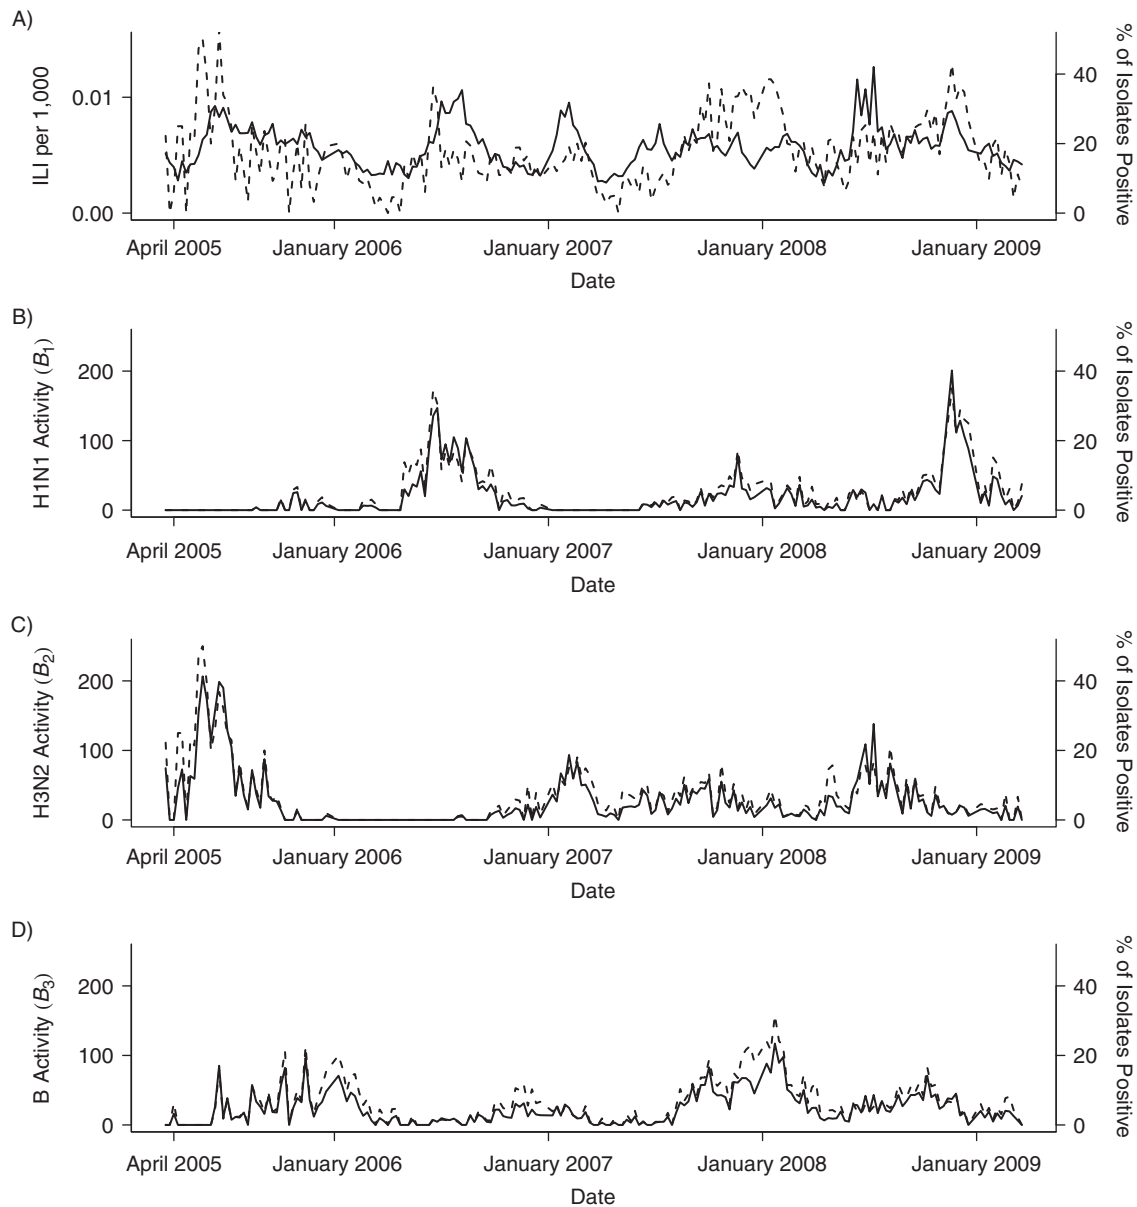 A)
ILI per 1,000
0.01
0.00
% of Isolates Positive
40
20
0
April 2005 January 2006 January 2007 January 2008 January 2009
Date
B)
H1N1 Activity (B1)
200
100
0
% of Isolates Positive
40
20
0
April 2005 January 2006 January 2007 January 2008 January 2009
Date
C)
H3N2 Activity (B2)
200
100
0
% of Isolates Positive
40
20
0
April 2005 January 2006 January 2007 January 2008 January 2009
Date
D)
B Activity (B3)
200
100
0
% of Isolates Positive
40
20
0
April 2005 January 2006 January 2007 January 2008 January 2009
Date